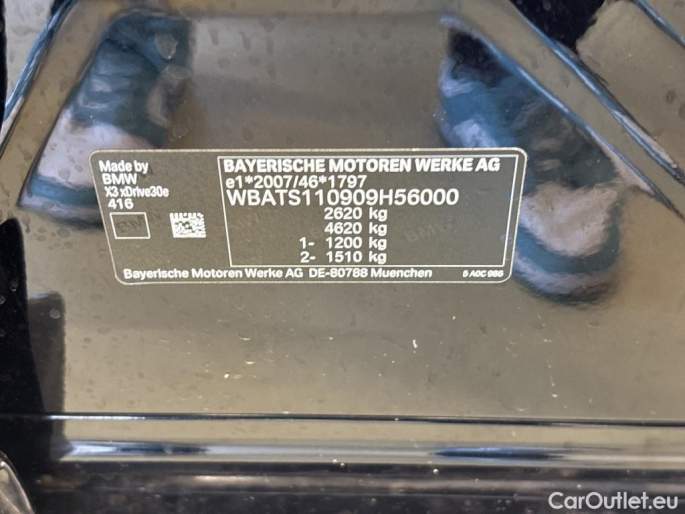 Made by
BMW
X3 xDrive30e
416
BAYERISCHE MOTOREN WERKE AG
e1*2007/46*1797
WBATS110909H56000
2620 kg
4620 kg
1- 1200 kg
2- 1510 kg
Bayerische Motoren Werke AG DE-80788 Muenchen
CarOutlet.eu